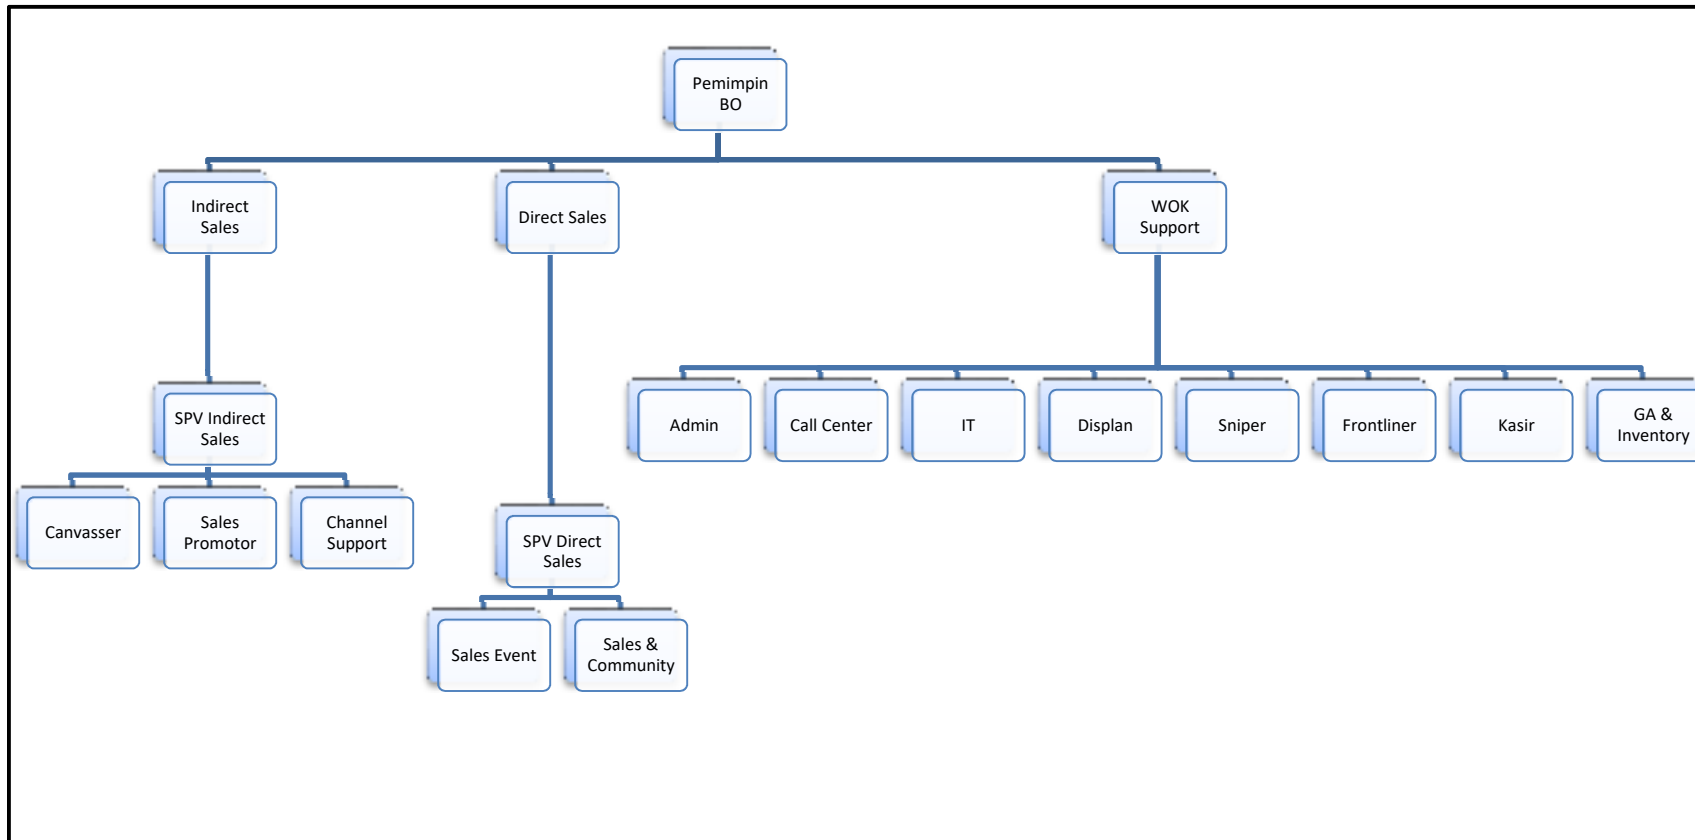 Pemimpin
BO
Indirect
Sales
Direct Sales
WOK
Support
SPV Indirect
Sales
Admin
Call Center
IT
Displan
Sniper
Frontliner
Kasir
GA &
Inventory
Canvasser
Sales
Promotor
Channel
Support
SPV Direct
Sales
Sales Event
Sales &
Community